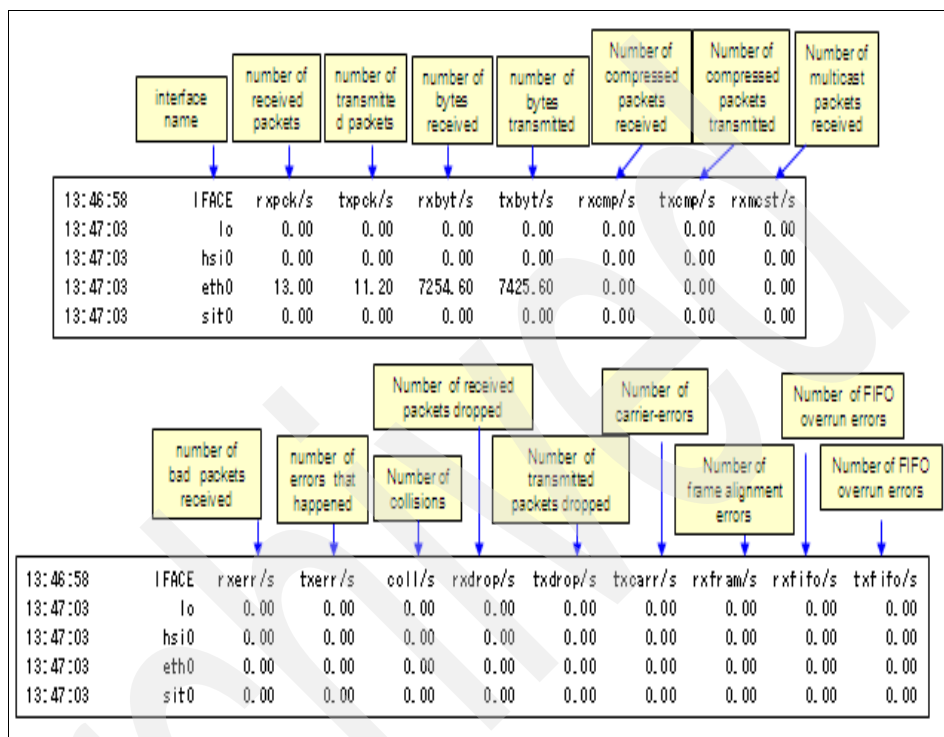 interface
name
number of
received
packets
number of
transmitte
d packets
number of
bytes
received
number of
bytes
transmitted
Number of
compressed
packets
received
Number of
compressed
packets
transmitted
Number of
multicast
packets
received
13:46:58 IFACE rxpck/s txpck/s rxbyt/s txbyt/s rxcmp/s txcmp/s rxmcst/s
13:47:03 lo 0.00 0.00 0.00 0.00 0.00 0.00 0.00
13:47:03 hsi0 0.00 0.00 0.00 0.00 0.00 0.00 0.00
13:47:03 eth0 13.00 11.20 7254.60 7425.60 0.00 0.00 0.00
13:47:03 sit0 0.00 0.00 0.00 0.00 0.00 0.00 0.00
number of
bad packets
received
number of
errors that
happened
Number of
collisions
Number of received
packets dropped
Number of
transmitted
packets dropped
Number of
carrier-errors
Number of
frame alignment
errors
Number of FIFO
overrun errors
Number of FIFO
overrun errors
13:46:58 IFACE rxerr/s txerr/s coll/s rxdrop/s txdrop/s txcarr/s rxfram/s rxfifo/s txfifo/s
13:47:03 lo 0.00 0.00 0.00 0.00 0.00 0.00 0.00 0.00 0.00
13:47:03 hsi0 0.00 0.00 0.00 0.00 0.00 0.00 0.00 0.00 0.00
13:47:03 eth0 0.00 0.00 0.00 0.00 0.00 0.00 0.00 0.00 0.00
13:47:03 sit0 0.00 0.00 0.00 0.00 0.00 0.00 0.00 0.00 0.00